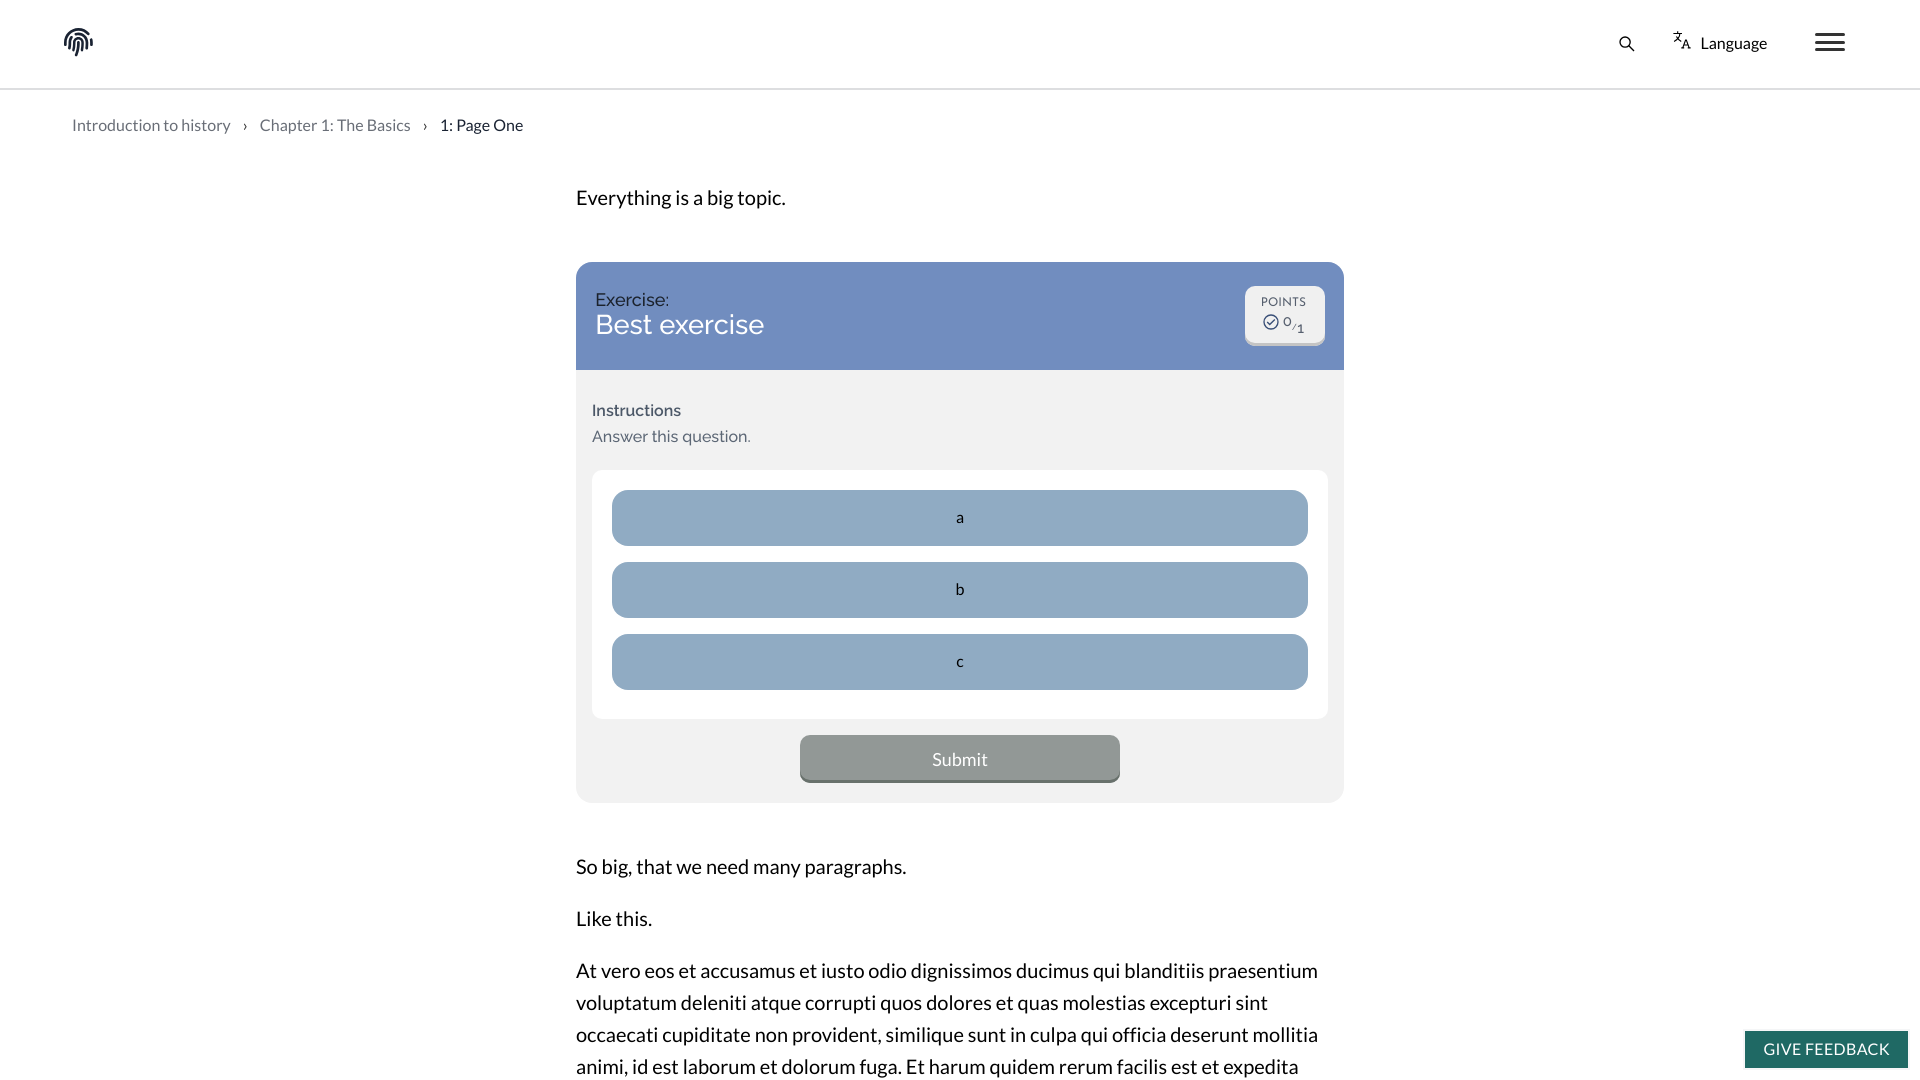 Language
Introduction to history › Chapter 1: The Basics › 1: Page One
Everything is a big topic.
Exercise:
Best exercise
POINTS
0/1
Instructions
Answer this question.
a
b
c
Submit
So big, that we need many paragraphs.
Like this.
At vero eos et accusamus et iusto odio dignissimos ducimus qui blanditiis praesentium
voluptatum deleniti atque corrupti quos dolores et quas molestias excepturi sint
occaecati cupiditate non provident, similique sunt in culpa qui officia deserunt mollitia
animi, id est laborum et dolorum fuga. Et harum quidem rerum facilis est et expedita
GIVE FEEDBACK